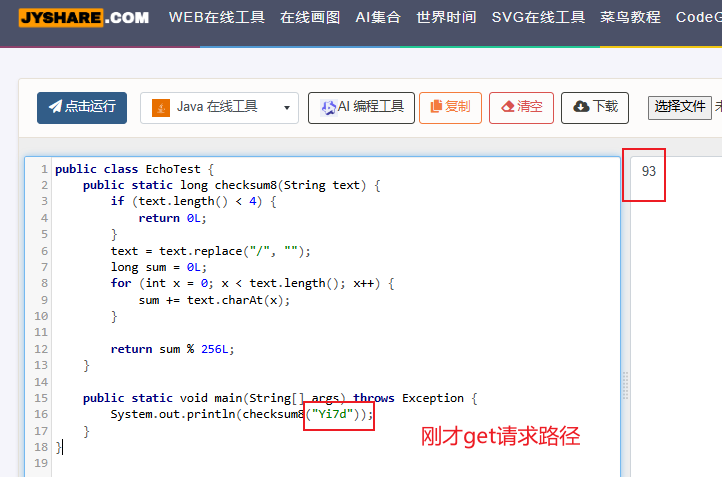 JYSHARE.COM WEB在线工具 在线画图 AI集合 世界时间 SVG在线工具 菜鸟教程 CodeG
点击运行 Java 在线工具 AI 编程工具 复制 清空 下载 选择文件
1 public class EchoTest {
2 public static long checksum8(String text) {
3 if (text.length() < 4) {
4 return 0L;
5 }
6 text = text.replace("/", "");
7 long sum = 0L;
8 for (int x = 0; x < text.length(); x++) {
9 sum += text.charAt(x);
10 }
11
12 return sum % 256L;
13 }
14
15 public static void main(String[] args) throws Exception {
16 System.out.println(checksum8("Yi7d"));
17 }
18 }
19
93
刚才get请求路径